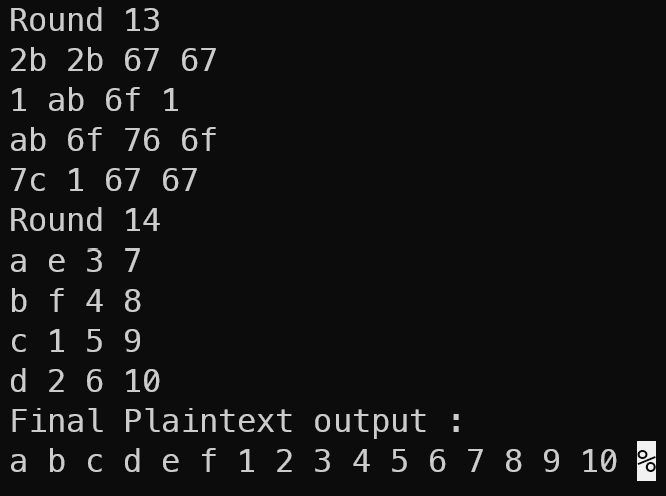 Round 13
2b 2b 67 67
1 ab 6f 1
ab 6f 76 6f
7c 1 67 67
Round 14
a e 3 7
b f 4 8
c 1 5 9
d 2 6 10
Final Plaintext output :
a b c d e f 1 2 3 4 5 6 7 8 9 10 %